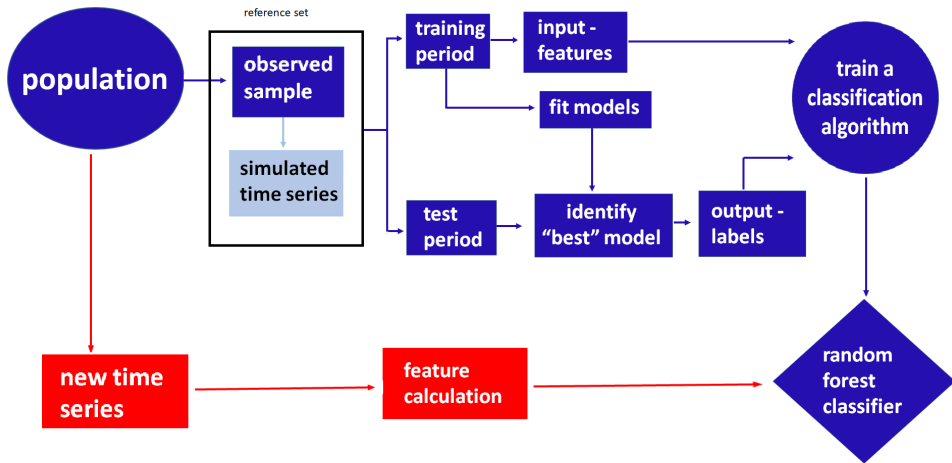 reference set
population
observed
sample
simulated
time series
training
period
input -
features
fit models
test
period
identify
“best” model
output -
labels
train a
classification
algorithm
new time
series
feature
calculation
random
forest
classifier